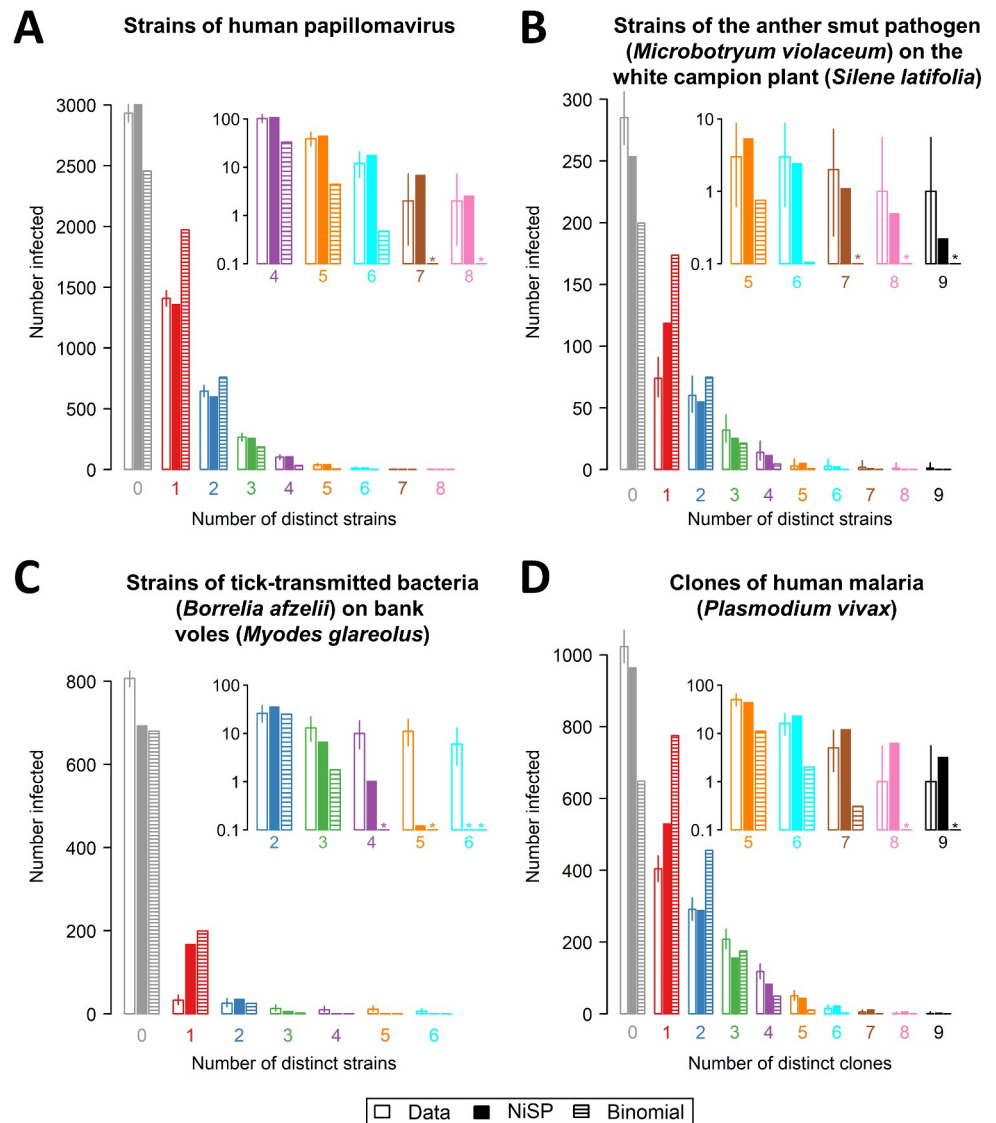 A
Strains of human papillomavirus
Number infected
3000
2500
2000
1500
1000
500
0
100
10
1
0.1
4 5 6 7 8
* *
0 1 2 3 4 5 6 7 8
Number of distinct strains
B
Strains of the anther smut pathogen
(Microbotryum violaceum) on the
white campion plant (Silene latifolia)
Number infected
300
250
200
150
100
50
0
10
1
0.1
* * *
5 6 7 8 9
0 1 2 3 4 5 6 7 8 9
Number of distinct strains
C
Strains of tick-transmitted bacteria
(Borrelia afzelii) on bank
voles (Myodes glareolus)
Number infected
800
600
400
200
0
100
10
1
0.1
* * * *
2 3 4 5 6
0 1 2 3 4 5 6
Number of distinct strains
D
Clones of human malaria
(Plasmodium vivax)
Number infected
1000
800
600
400
200
0
100
10
1
0.1
* *
5 6 7 8 9
0 1 2 3 4 5 6 7 8 9
Number of distinct clones
Data NiSP Binomial